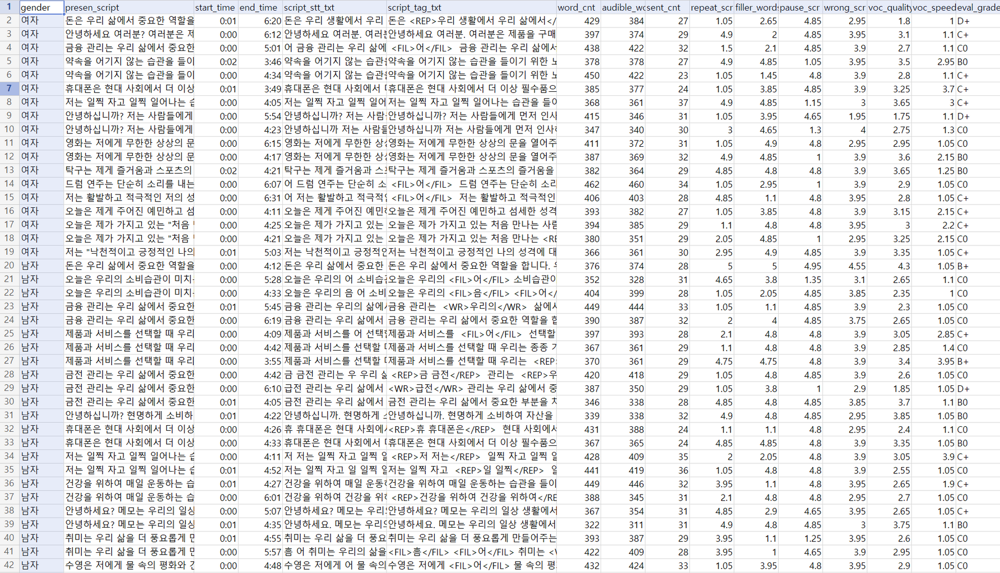 1 gender presen_script start_time end_time script_stt_txt script_tag_txt word_cnt audible_wc sent_cnt repeat_scr filler_words pause_scr wrong_scr voc_quality voc_speed eval_grade
2 여자 돈은 우리 삶에서 중요한 역할을 0:01 6:20 돈은 우리 생활에서 우리 돈은 <REP>우리 생활에서 우리 삶에서</ 429 384 27 1.05 2.65 4.85 2.95 1.8 1 D+
3 여자 안녕하세요 여러분? 여러분은 제 0:00 6:12 안녕하세요 여러분. 여러분 안녕하세요 여러분. 여러분은 제품을 구매 397 374 29 4.9 2 4.85 3.95 3.1 1.1 C+
4 여자 금융 관리는 우리 삶에서 중요한 0:00 5:01 어 금융 관리는 우리 삶에 <FIL>어</FIL> 금융 관리는 우리 삶에서 438 422 32 1.5 2.1 4.85 3.9 2.7 1.1 C0
5 여자 약속을 어기지 않는 습관을 들이 0:02 3:46 약속을 어기지 않는 습관을 약속을 어기지 않는 습관을 들이기 위한 노 378 378 27 4.9 4.85 1.05 3.95 3.5 2.95 B0
6 여자 약속을 어기지 않는 습관을 들이 0:00 4:34 약속을 어기지 않는 습관을 약속을 어기지 않는 습관을 들이기 위한 노 450 422 23 1.05 1.45 4.8 3.9 2.8 1.1 C+
7 여자 휴대폰은 현대 사회에서 더 이상 0:01 3:49 휴대폰은 현대 사회에서 더 휴대폰은 현대 사회에서 더 이상 필수품으 385 377 24 1.05 3.85 4.85 3.9 3.25 3.7 C+
8 여자 저는 일찍 자고 일찍 일어나는 습 0:00 4:05 저는 일찍 자고 일찍 일어 저는 일찍 자고 일찍 일어나는 습관을 들이 368 361 37 4.9 4.85 1.15 3 3.65 3 C+
9 여자 안녕하십니까? 저는 사람들에게 0:00 5:54 안녕하십니까? 저는 사람 안녕하십니까? 저는 사람들에게 먼저 인사 415 346 31 1.05 3.95 4.65 1.95 1.75 1.1 D+
10 여자 안녕하십니까? 저는 사람들에게 0:00 4:23 안녕하십니까 저는 사람들 안녕하십니까 저는 사람들에게 먼저 인사하 347 340 30 3 4.65 1.3 4 2.75 1.3 C0
11 여자 영화는 저에게 무한한 상상의 문 0:00 6:15 영화는 저에게 무한한 상상 영화는 저에게 무한한 상상의 문을 열어주 411 372 31 1.05 4.9 4.85 2.95 2.95 1.05 C0
12 여자 영화는 저에게 무한한 상상의 문 0:00 4:17 영화는 저에게 무한한 상상 영화는 저에게 무한한 상상의 문을 열어주 387 369 32 4.9 4.85 1 3.9 3.6 2.15 B0
13 여자 탁구는 제게 즐거움과 스포츠의 0:02 4:21 탁구는 제게 즐거움과 스포 탁구는 제게 즐거움과 스포츠의 즐거움을 382 364 29 4.85 4.8 4.8 3.9 3.65 1.25 B0
14 여자 드럼 연주는 단순히 소리를 내는 0:00 6:07 어 드럼 연주는 단순히 소 <FIL>어</FIL> 드럼 연주는 단순히 소리 462 460 34 1.05 2.95 1 3.9 2.9 1.05 C0
15 여자 저는 활발하고 적극적인 저의 성 0:00 6:31 어 저는 활발하고 적극적인 <FIL>어</FIL> 저는 활발하고 적극적인 406 403 28 4.85 1.1 4.8 3.95 2.8 1.05 C+
16 여자 오늘은 제게 주어진 예민하고 섬 0:00 4:11 오늘은 제게 주어진 예민하 오늘은 제게 주어진 예민하고 섬세한 성격 393 382 27 1.05 3.85 4.8 3.9 3.15 2.15 C+
17 여자 오늘은 제가 가지고 있는 "처음 0:00 4:25 오늘은 제가 가지고 있는 오늘은 제가 가지고 있는 처음 만나는 사람 394 385 29 1.1 4.8 4.8 3.95 3 2.2 C+
18 여자 오늘은 제가 가지고 있는 "처음 0:00 4:26 오늘은 제가 가지고 있는 오늘은 제가 가지고 있는 처음 만나는 <RE 380 351 29 2.05 4.85 1 2.95 3.25 2.15 C0
19 여자 저는 "낙천적이고 긍정적인 나의 0:01 5:03 저는 낙천적이고 긍정적인 저는 낙천적이고 긍정적인 나의 성격에 대 366 361 30 2.95 4.9 4.85 3.9 3.35 1.05 C+
20 남자 돈은 우리 삶에서 중요한 역할을 0:00 4:12 돈은 우리 삶에서 중요한 돈은 우리 삶에서 중요한 역할을 합니다. 우 376 374 28 5 5 4.95 4.55 4.3 1.05 B+
21 남자 오늘은 우리의 소비습관이 미치 0:00 5:28 오늘은 우리의 어 소비습관 오늘은 우리의 <FIL>어</FIL> 소비습관이 352 328 31 4.65 3.8 1.35 3.1 2.65 1.1 C0
22 남자 오늘은 우리의 소비습관이 미치 0:00 4:33 오늘은 우리의 음 어 소비 오늘은 우리의 <FIL>음</FIL> <FIL>어</ 404 399 28 1.05 2.05 4.85 3.85 2.35 1 C0
23 남자 금융 관리는 우리 삶에서 중요한 0:01 5:45 금융 관리는 우리의 삶에서 금융 관리는 <WR>우리의</WR> 삶에서 449 444 33 1.05 1.1 4.85 3.9 2.3 1.05 C0
24 남자 금융 관리는 우리 삶에서 중요한 0:00 6:19 금융 관리는 우리 삶에서 금융 관리는 우리 삶에서 중요한 역할을 합 390 387 32 2 4 4.85 3.75 2.65 1.05 C0
25 남자 제품과 서비스를 선택할 때 우리 0:00 4:09 제품과 서비스를 어 선택할 제품과 서비스를 <FIL>어</FIL> 선택할 397 393 28 2.1 4.8 4.8 3.9 3.05 2.85 C+
26 남자 제품과 서비스를 선택할 때 우리 0:00 4:42 제품과 서비스를 선택할 때 제품과 서비스를 선택할 때 우리는 종종 가 367 361 29 1.1 4.8 4.8 3.9 2.85 1.4 C0
27 남자 제품과 서비스를 선택할 때 우리 0:00 3:55 제품과 서비스를 선택할 때 제품과 서비스를 선택할 때 우리는 <REP> 370 361 29 4.75 4.75 4.8 3.9 3.4 3.95 B+
28 남자 금전 관리는 우리 삶에서 중요한 0:00 4:42 금 금전 관리는 우 우리 삶 <REP>금 금전</REP> 관리는 <REP>우 420 418 29 1.05 4.8 4.85 3.9 2.6 1.05 C0
29 남자 금전 관리는 우리 삶에서 중요한 0:00 6:10 급전 관리는 우리 삶에서 <WR>급전</WR> 관리는 우리 삶에서 중 387 350 29 1.05 3.8 1 2.9 1.85 1.05 D+
30 남자 금전 관리는 우리 삶에서 중요한 0:01 4:05 금전 관리는 우리 삶에서 금전 관리는 우리 삶에서 중요한 부분을 차 346 338 28 4.85 4.8 4.8 3.85 3.7 1.1 B0
31 남자 안녕하십니까? 현명하게 소비하 0:01 4:22 안녕하십니까. 현명하게 소 안녕하십니까. 현명하게 소비하여 자산을 339 338 32 4.9 4.8 4.85 2.95 3.85 1.05 B0
32 남자 휴대폰은 현대 사회에서 더 이상 0:00 4:26 휴 휴대폰은 현대 사회에서 <REP>휴 휴대폰은</REP> 현대 사회에서 431 388 24 1.1 1.1 4.8 2.95 2.4 1.1 C0
33 남자 휴대폰은 현대 사회에서 더 이상 0:00 4:33 휴대폰은 현대 사회에서 더 휴대폰은 현대 사회에서 더 이상 필수품으 367 365 24 4.85 4.85 4.8 3.9 3.35 1.05 B0
34 남자 저는 일찍 자고 일찍 일어나는 습 0:00 4:11 저 저는 일찍 자고 일찍 일 <REP>저 저는</REP> 일찍 자고 일찍 일 428 409 35 2 2.05 4.8 3.9 3.05 3.9 C+
35 남자 저는 일찍 자고 일찍 일어나는 습 0:01 4:52 저는 일찍 자고 일 일찍 일 저는 일찍 자고 <REP>일 일찍</REP> 일 441 419 36 1.05 4.8 4.8 3.9 2.55 1.05 C0
36 남자 건강을 위하여 매일 운동하는 습 0:01 4:27 건강을 위하여 매일 운동하 건강을 위하여 매일 운동하는 습관을 들이 449 446 32 3.95 1.1 4.8 3.95 2.65 1.9 C+
37 남자 건강을 위하여 매일 운동하는 습 0:00 6:01 건강을 위하여 건강을 위하 <REP>건강을 위하여 건강을 위하여</RE 388 345 31 2.1 4.8 4.8 2.95 2.7 1.05 C0
38 남자 안녕하세요? 메모는 우리의 일상 0:00 5:07 안녕하세요? 메모는 우리의 안녕하세요? 메모는 우리의 일상 생활에서 367 354 31 4.85 2.9 4.65 3.95 2.65 1.05 C+
39 남자 안녕하세요? 메모는 우리의 일상 0:01 4:35 안녕하세요. 메모는 우리의 안녕하세요. 메모는 우리의 일상 생활에서 322 311 31 4.9 4.8 4.85 3 3.75 1.1 B0
40 남자 취미는 우리 삶을 더 풍요롭게 만 0:01 4:55 취미는 우리 삶을 더 풍요 취미는 우리 삶을 더 풍요롭게 만들어주는 393 387 29 3.95 1.1 1.25 3.95 2.6 1.05 C0
41 남자 취미는 우리 삶을 더 풍요롭게 만 0:00 5:57 흠 어 취미는 우리의 삶을 <FIL>흠</FIL> <FIL>어</FIL> 취미는 <W 422 409 28 3.95 1 4.65 3.9 2.95 1.05 C0
42 남자 수영은 저에게 물 속의 평화와 건 0:00 4:48 수영은 저에게 어 물 속의 수영은 저에게 <FIL>어</FIL> 물 속의 평 432 424 33 1.05 3.95 4.8 3.95 2.9 1.05 C0